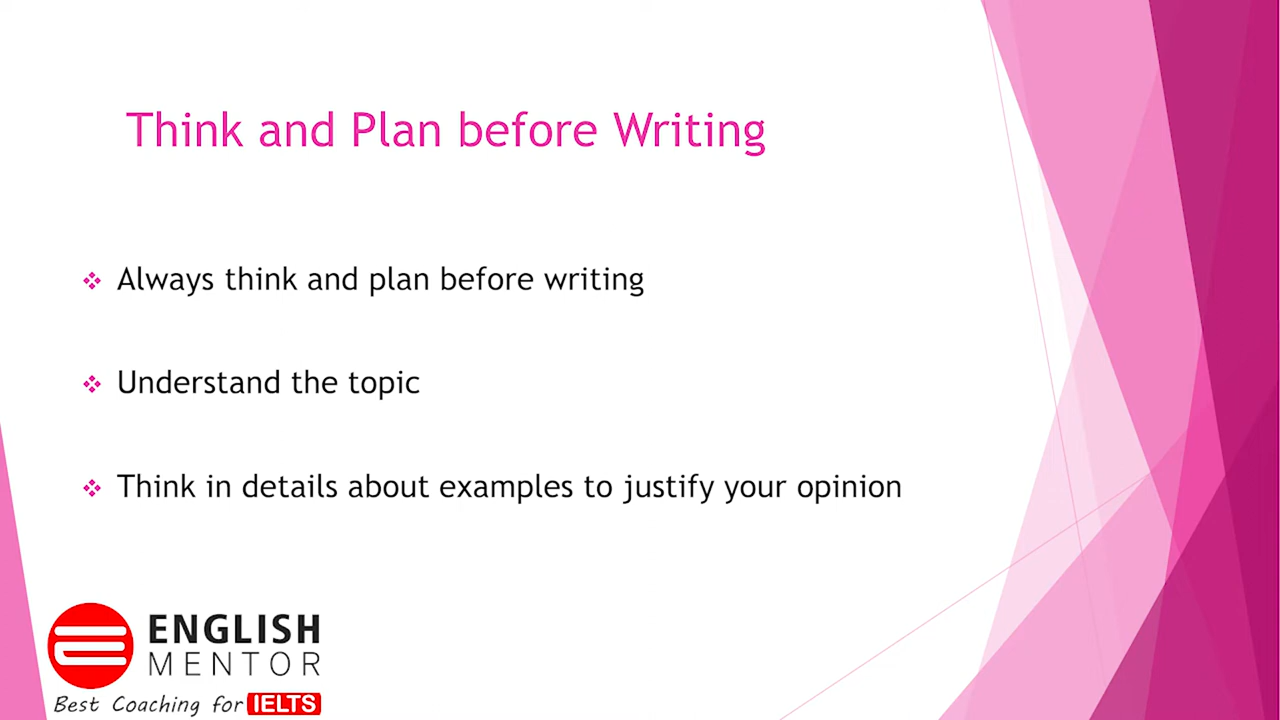 Think and Plan before Writing
Always think and plan before writing
Understand the topic
Think in details about examples to justify your opinion
ENGLISH
MENTOR
Best Coaching for IELTS